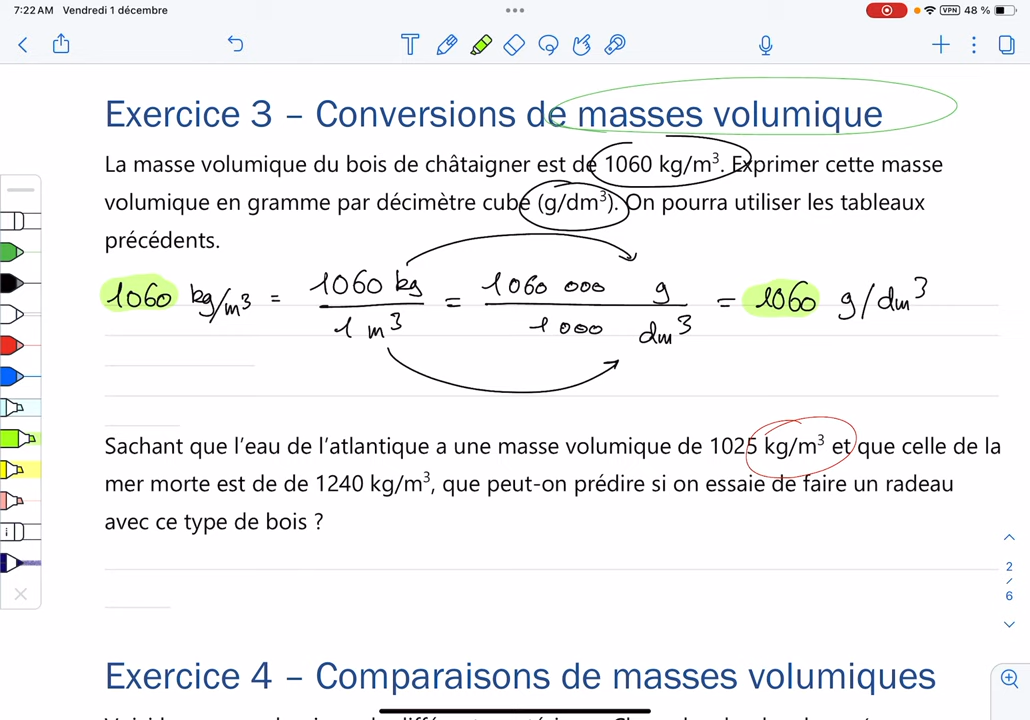 7:22 AM Vendredi 1 décembre
VPN 48 %
Exercice 3 – Conversions de masses volumique
La masse volumique du bois de châtaigner est de 1060 kg/m³. Exprimer cette masse
volumique en gramme par décimètre cube (g/dm³). On pourra utiliser les tableaux
précédents.
1060 kg/m³ = 1060 kg / 1 m³ = 1060 000 g / 1 000 dm³ = 1060 g/dm³
Sachant que l'eau de l'atlantique a une masse volumique de 1025 kg/m³ et que celle de la
mer morte est de de 1240 kg/m³, que peut-on prédire si on essaie de faire un radeau
avec ce type de bois ?
2
/
6
Exercice 4 – Comparaisons de masses volumiques